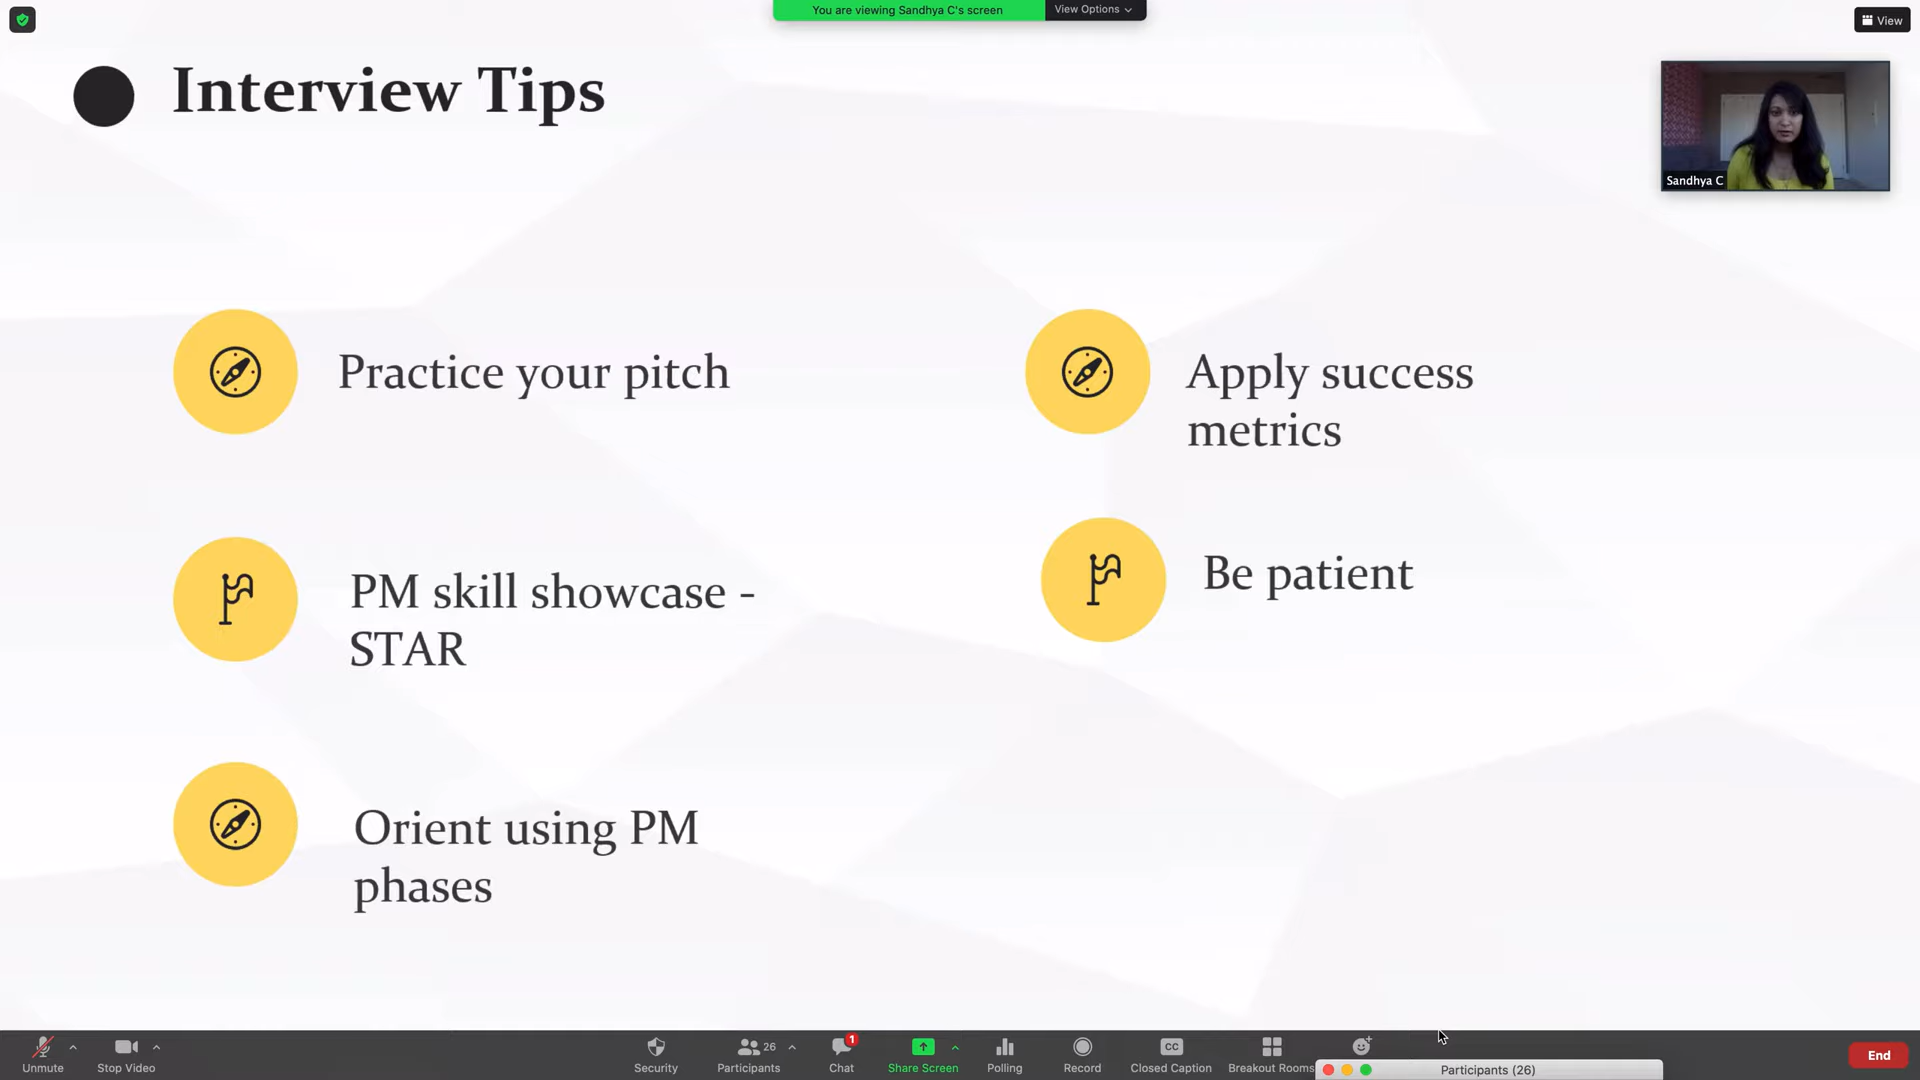 You are viewing Sandhya C's screen
View Options
View
Interview Tips
Sandhya C
Practice your pitch
Apply success
metrics
PM skill showcase -
STAR
Be patient
Orient using PM
phases
Unmute
Stop Video
Security
26
Participants
1
Chat
Share Screen
Polling
Record
CC
Closed Caption
Breakout Rooms
Participants (26)
End